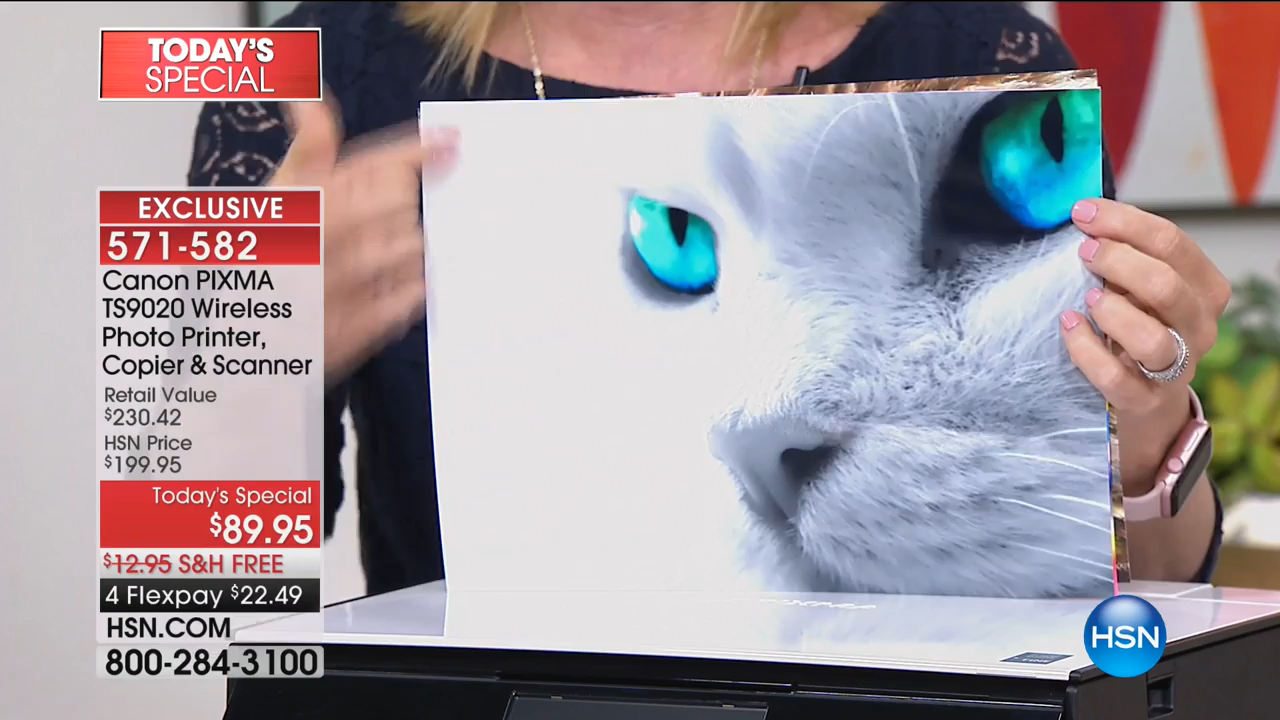 TODAY'S
SPECIAL
EXCLUSIVE
571-582
Canon PIXMA
TS9020 Wireless
Photo Printer,
Copier & Scanner
Retail Value
$230.42
HSN Price
$199.95
Today's Special
$89.95
$12.95 S&H FREE
4 Flexpay $22.49
HSN.COM
800-284-3100
HSN